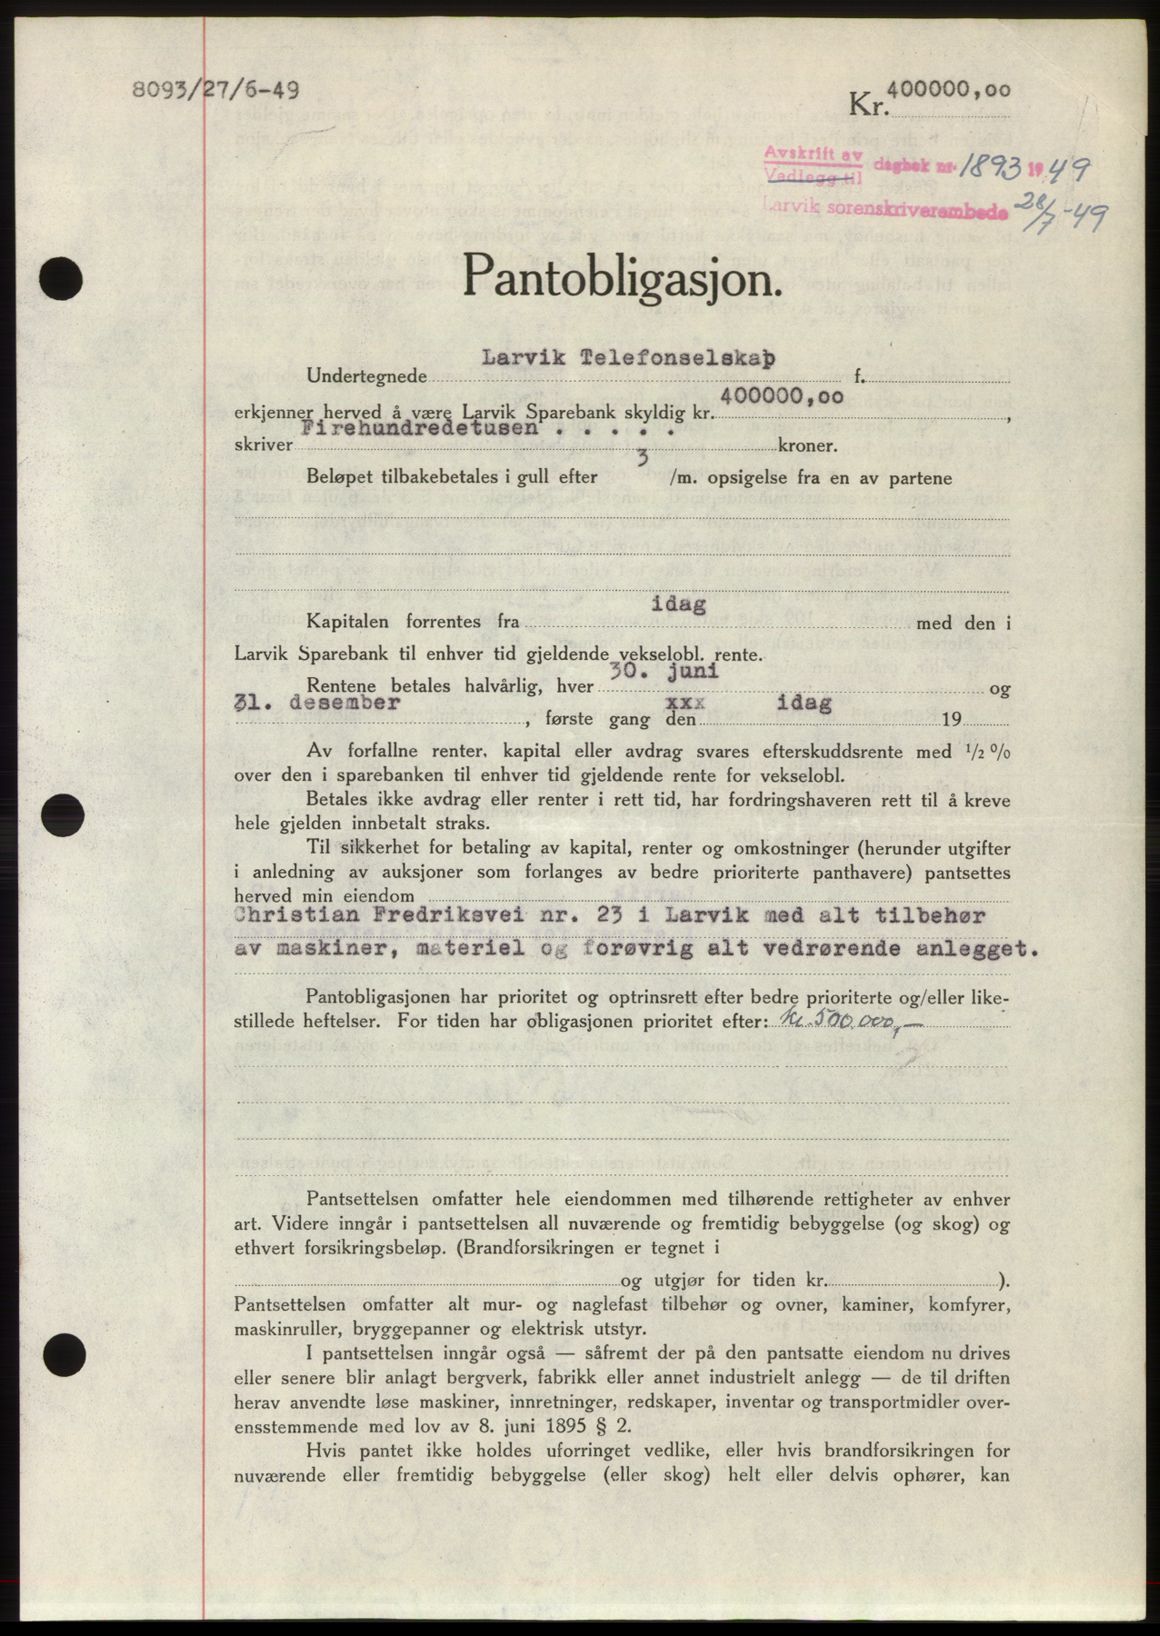 8093/27/6-49
Kr. 400000,00
Avskrift av
Vedlegg til
dagbok nr. 1893 1949
Larvik sorenskriverembede 28/7-49
Pantobligasjon.
Undertegnede Larvik Telefonselskap f.
erkjenner herved å være Larvik Sparebank skyldig kr. 400000,00,
skriver Firehundredetusen . . . . . kroner.
Beløpet tilbakebetales i gull efter 3 /m. opsigelse fra en av partene
Kapitalen forrentes fra idag med den i
Larvik Sparebank til enhver tid gjeldende vekselobl. rente.
Rentene betales halvårlig, hver 30. juni og
31. desember, første gang den xxx idag 19
Av forfallne renter, kapital eller avdrag svares efterskuddsrente med 1/2 %
over den i sparebanken til enhver tid gjeldende rente for vekselobl.
Betales ikke avdrag eller renter i rett tid, har fordringshaveren rett til å kreve
hele gjelden innbetalt straks.
Til sikkerhet for betaling av kapital, renter og omkostninger (herunder utgifter
i anledning av auksjoner som forlanges av bedre prioriterte panthavere) pantsettes
herved min eiendom
Christian Fredriksvei nr. 23 i Larvik med alt tilbehør
av maskiner, materiel og forøvrig alt vedrørende anlegget.
Pantobligasjonen har prioritet og optrinsrett efter bedre prioriterte og/eller like-
stillede heftelser. For tiden har obligasjonen prioritet efter: kr. 500.000,-
Pantsettelsen omfatter hele eiendommen med tilhørende rettigheter av enhver
art. Videre inngår i pantsettelsen all nuværende og fremtidig bebyggelse (og skog) og
ethvert forsikringsbeløp. (Brandforsikringen er tegnet i
og utgjør for tiden kr. ).
Pantsettelsen omfatter alt mur- og naglefast tilbehør og ovner, kaminer, komfyrer,
maskinruller, bryggepanner og elektrisk utstyr.
I pantsettelsen inngår også — såfremt der på den pantsatte eiendom nu drives
eller senere blir anlagt bergverk, fabrikk eller annet industrielt anlegg — de til driften
herav anvendte løse maskiner, innretninger, redskaper, inventar og transportmidler over-
ensstemmende med lov av 8. juni 1895 § 2.
Hvis pantet ikke holdes uforringet vedlike, eller hvis brandforsikringen for
nuværende eller fremtidig bebyggelse (eller skog) helt eller delvis ophører, kan